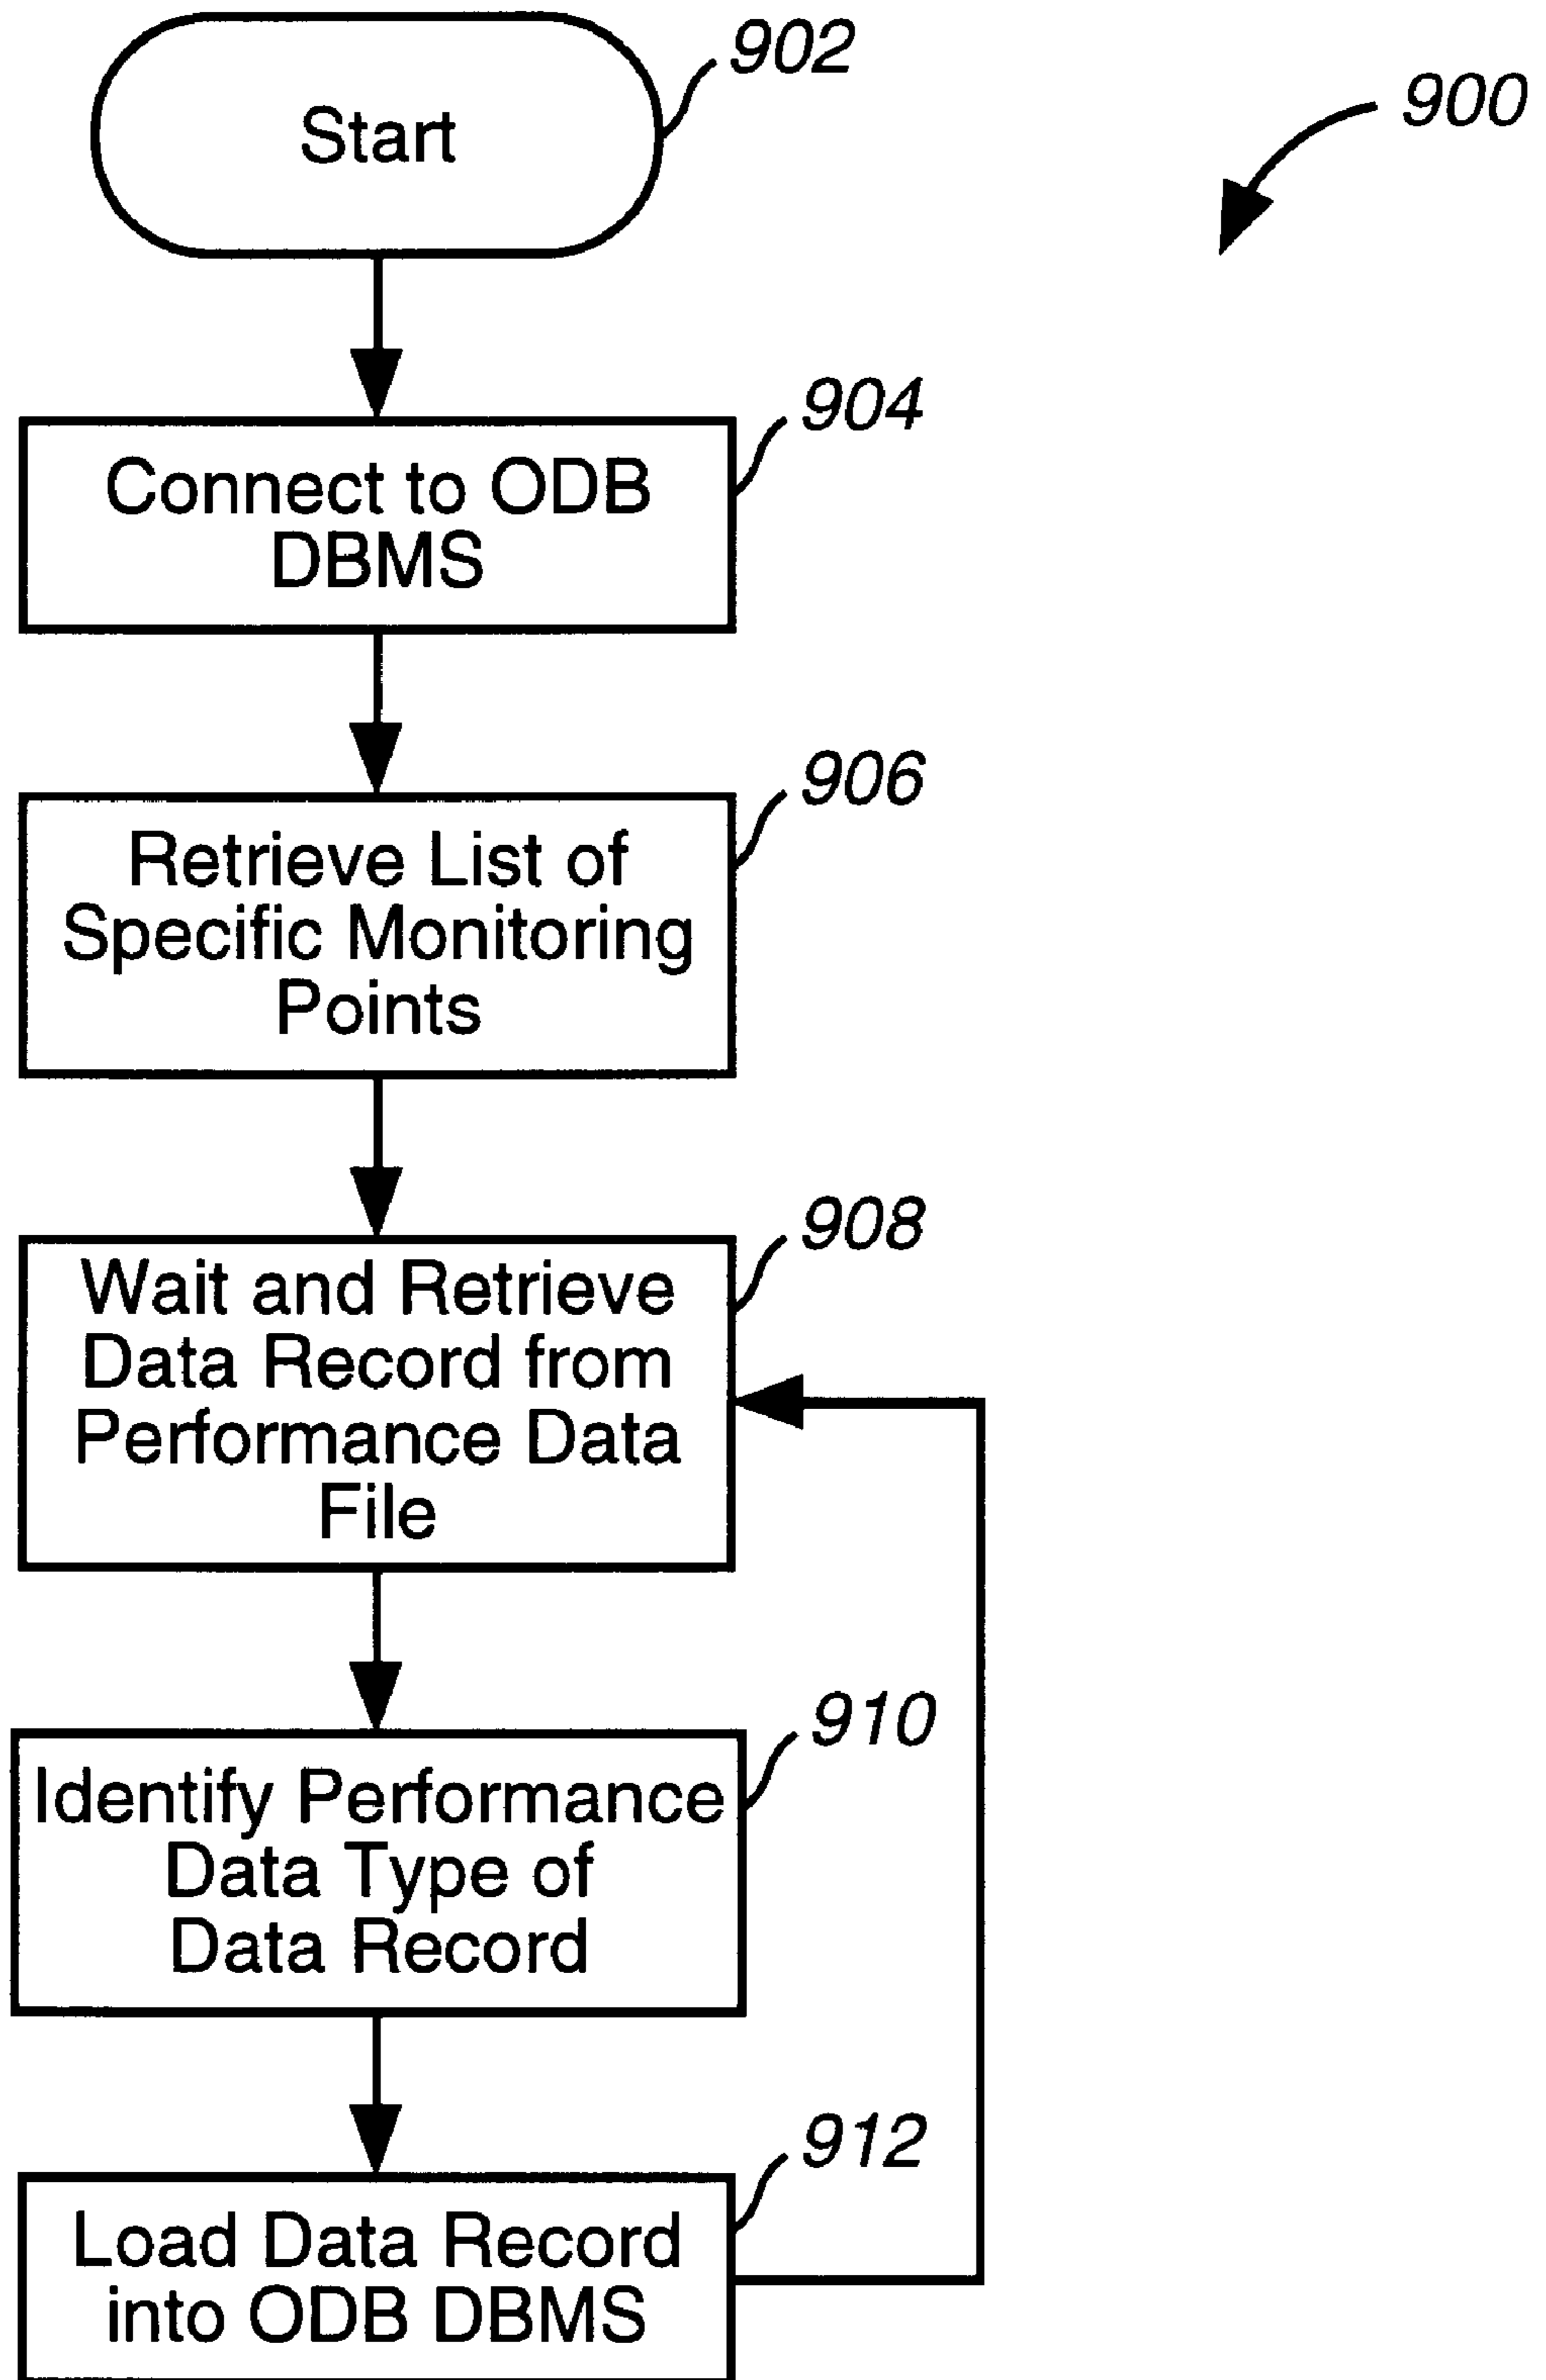 902
900
Start
904
Connect to ODB
DBMS
906
Retrieve List of
Specific Monitoring
Points
908
Wait and Retrieve
Data Record from
Performance Data
File
910
Identify Performance
Data Type of
Data Record
912
Load Data Record
into ODB DBMS